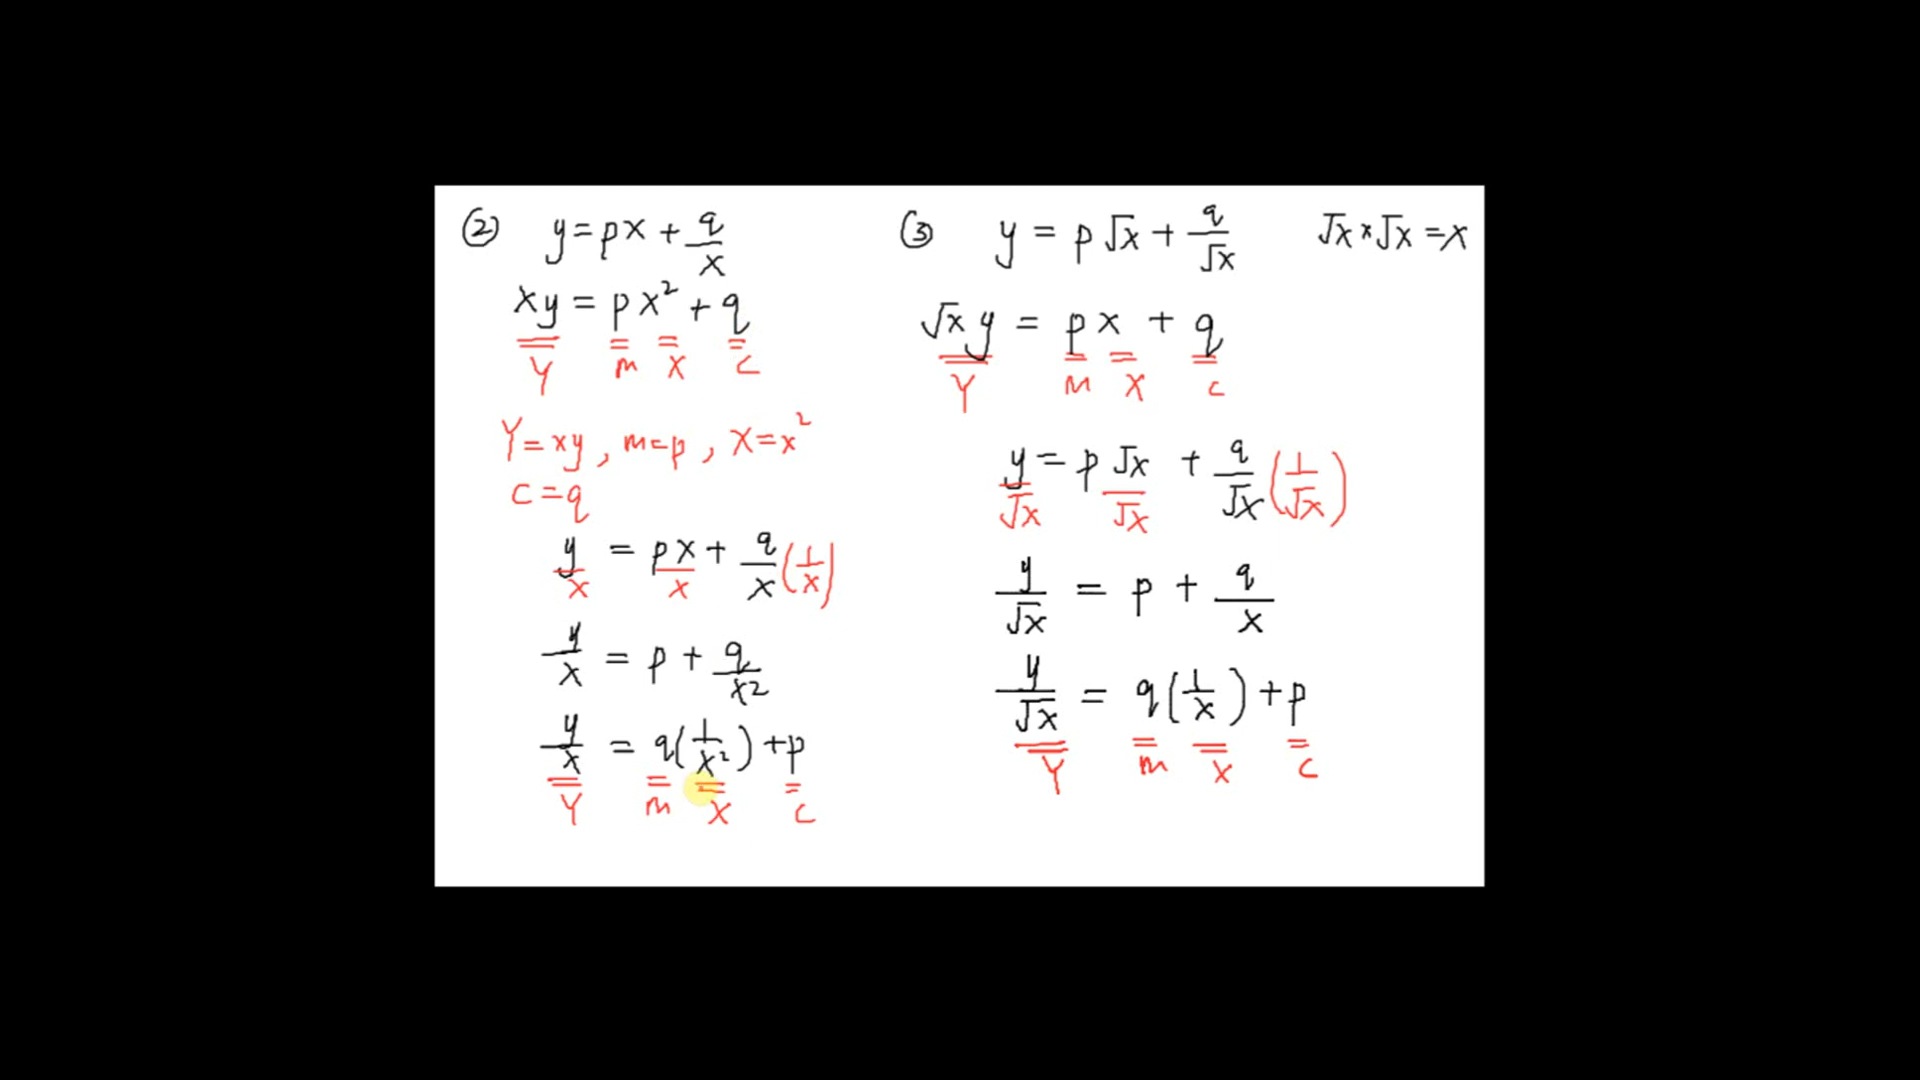 ② y = px + q/x
xy = px² + q
Y m X c
Y = xy, m = p, X = x²
c = q
y/x = px/x + q/x (1/x)
y/x = p + q/x²
y/x = q(1/x²) + p
Y m X c
③ y = p√x + q/√x √x × √x = x
√x y = px + q
Y m X c
y/√x = p√x/√x + q/√x (1/√x)
y/√x = p + q/x
y/√x = q(1/x) + p
Y m X c